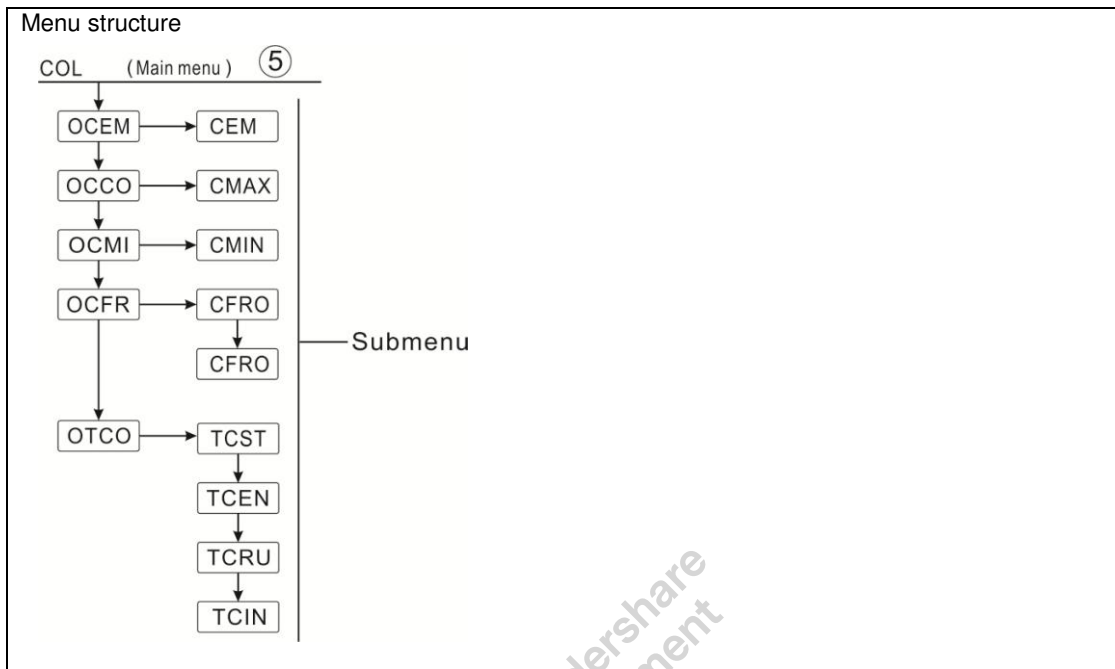 Menu structure
COL (Main menu) ⑤
OCEM CEM
OCCO CMAX
OCMI CMIN
OCFR CFRO
CFRO
Submenu
OTCO TCST
TCEN
TCRU
TCIN